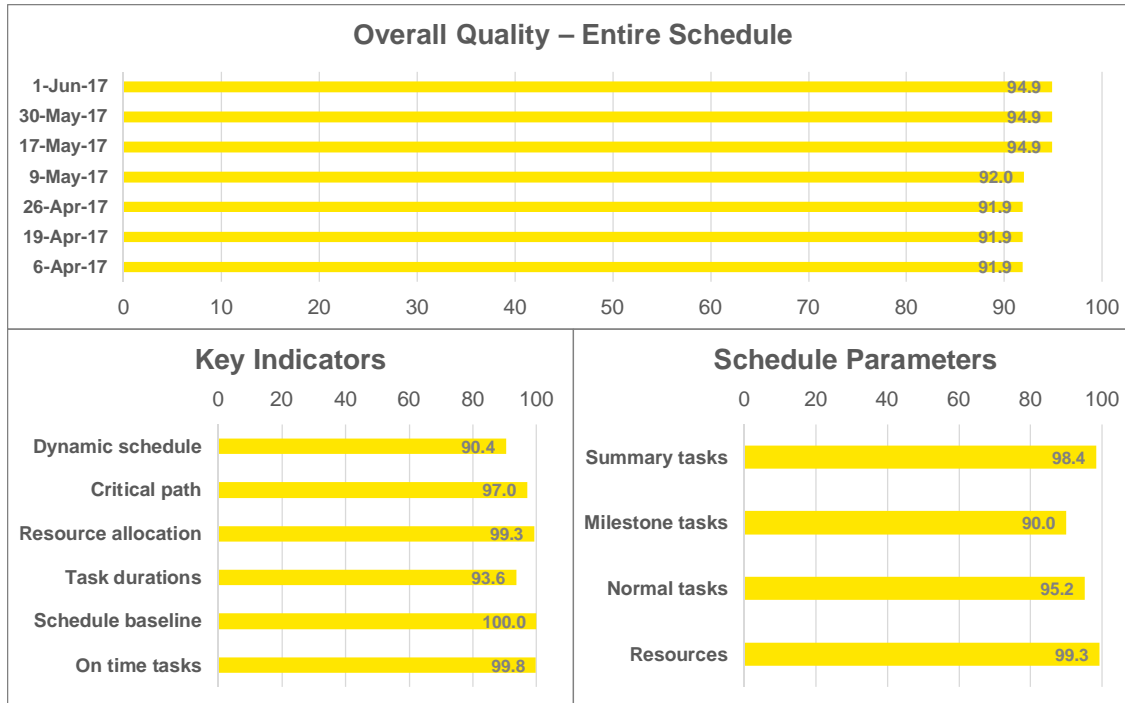 Overall Quality – Entire Schedule
1-Jun-17 94.9
30-May-17 94.9
17-May-17 94.9
9-May-17 92.0
26-Apr-17 91.9
19-Apr-17 91.9
6-Apr-17 91.9
0 10 20 30 40 50 60 70 80 90 100
Key Indicators
0 20 40 60 80 100
Dynamic schedule 90.4
Critical path 97.0
Resource allocation 99.3
Task durations 93.6
Schedule baseline 100.0
On time tasks 99.8
Schedule Parameters
0 20 40 60 80 100
Summary tasks 98.4
Milestone tasks 90.0
Normal tasks 95.2
Resources 99.3